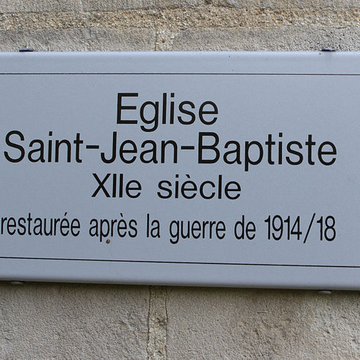 Eglise
Saint-Jean-Baptiste
XIIe siècle
restaurée après la guerre de 1914/18